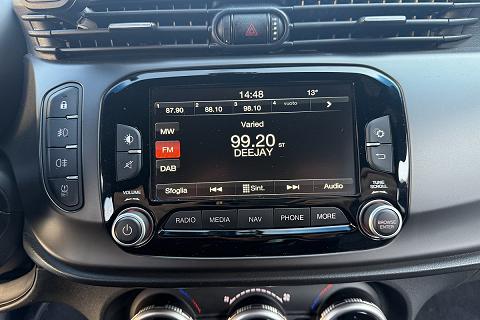 14:48 13°
1 87.90 2 88.10 3 98.10 4 vuoto
Varied
MW
FM
DAB
99.20 ST
DEEJAY
Sfoglia Sint. Audio
VOLUME
TUNE
SCROLL
RADIO MEDIA NAV PHONE MORE
BROWSE
ENTER